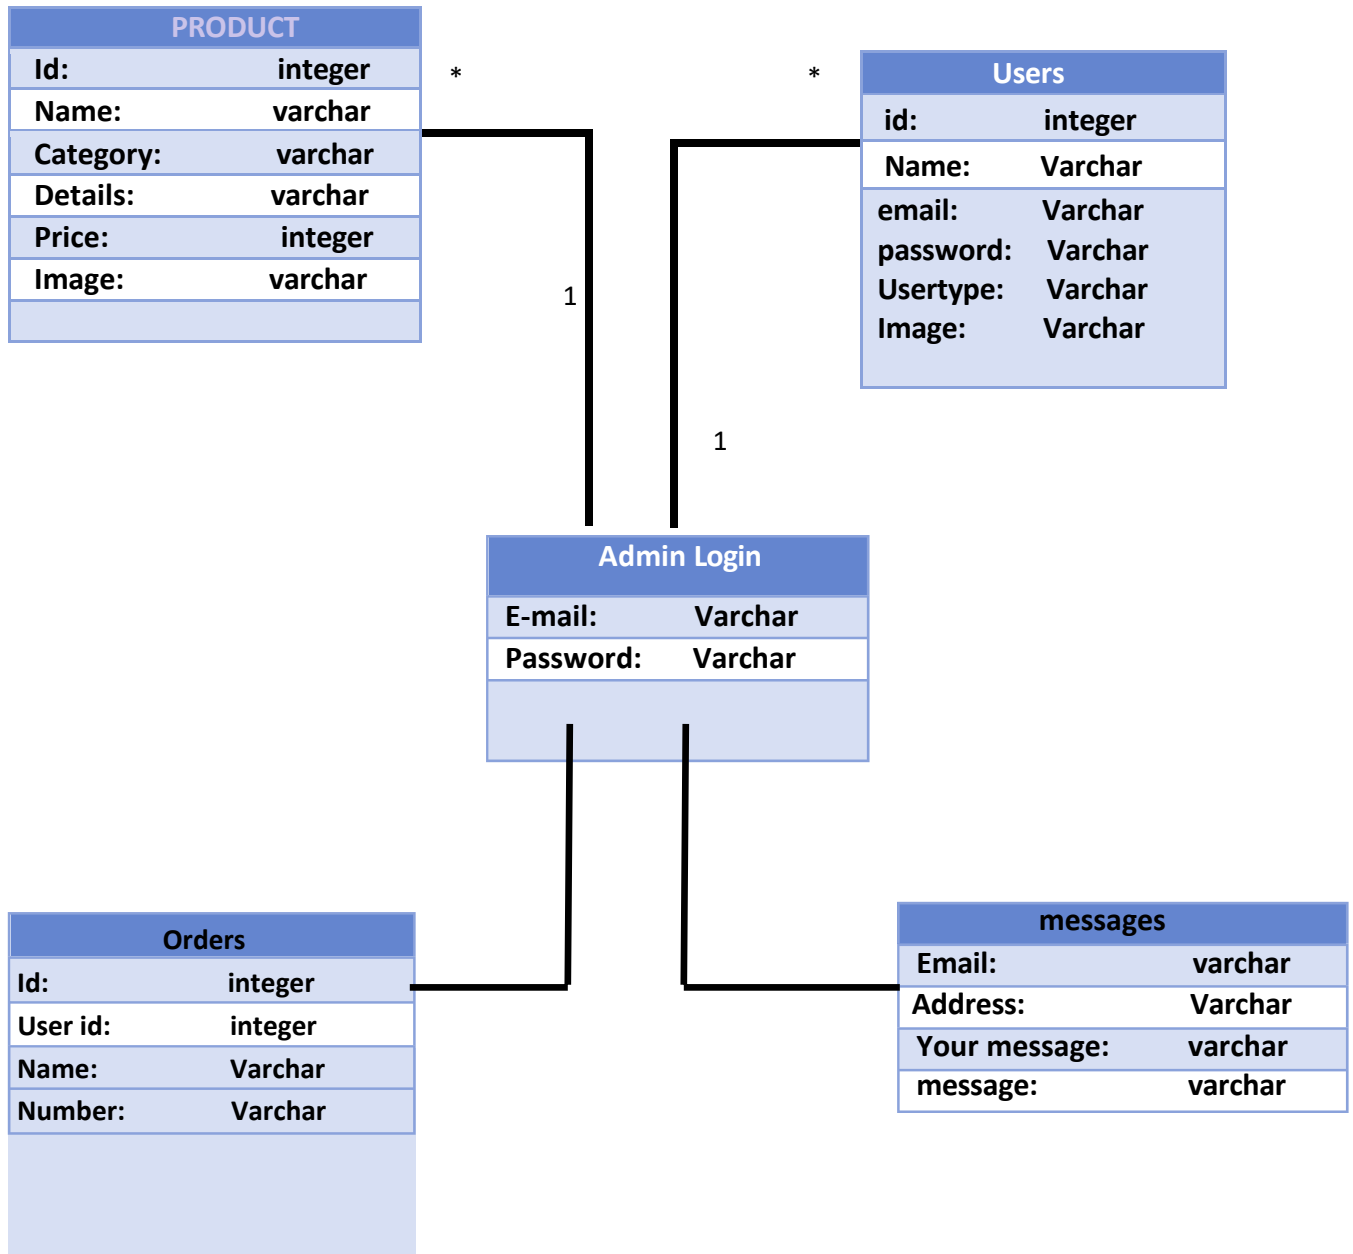 PRODUCT
Id: integer
Name: varchar
Category: varchar
Details: varchar
Price: integer
Image: varchar
*
1
*
1
Users
id: integer
Name: Varchar
email: Varchar
password: Varchar
Usertype: Varchar
Image: Varchar
Admin Login
E-mail: Varchar
Password: Varchar
Orders
Id: integer
User id: integer
Name: Varchar
Number: Varchar
messages
Email: varchar
Address: Varchar
Your message: varchar
message: varchar